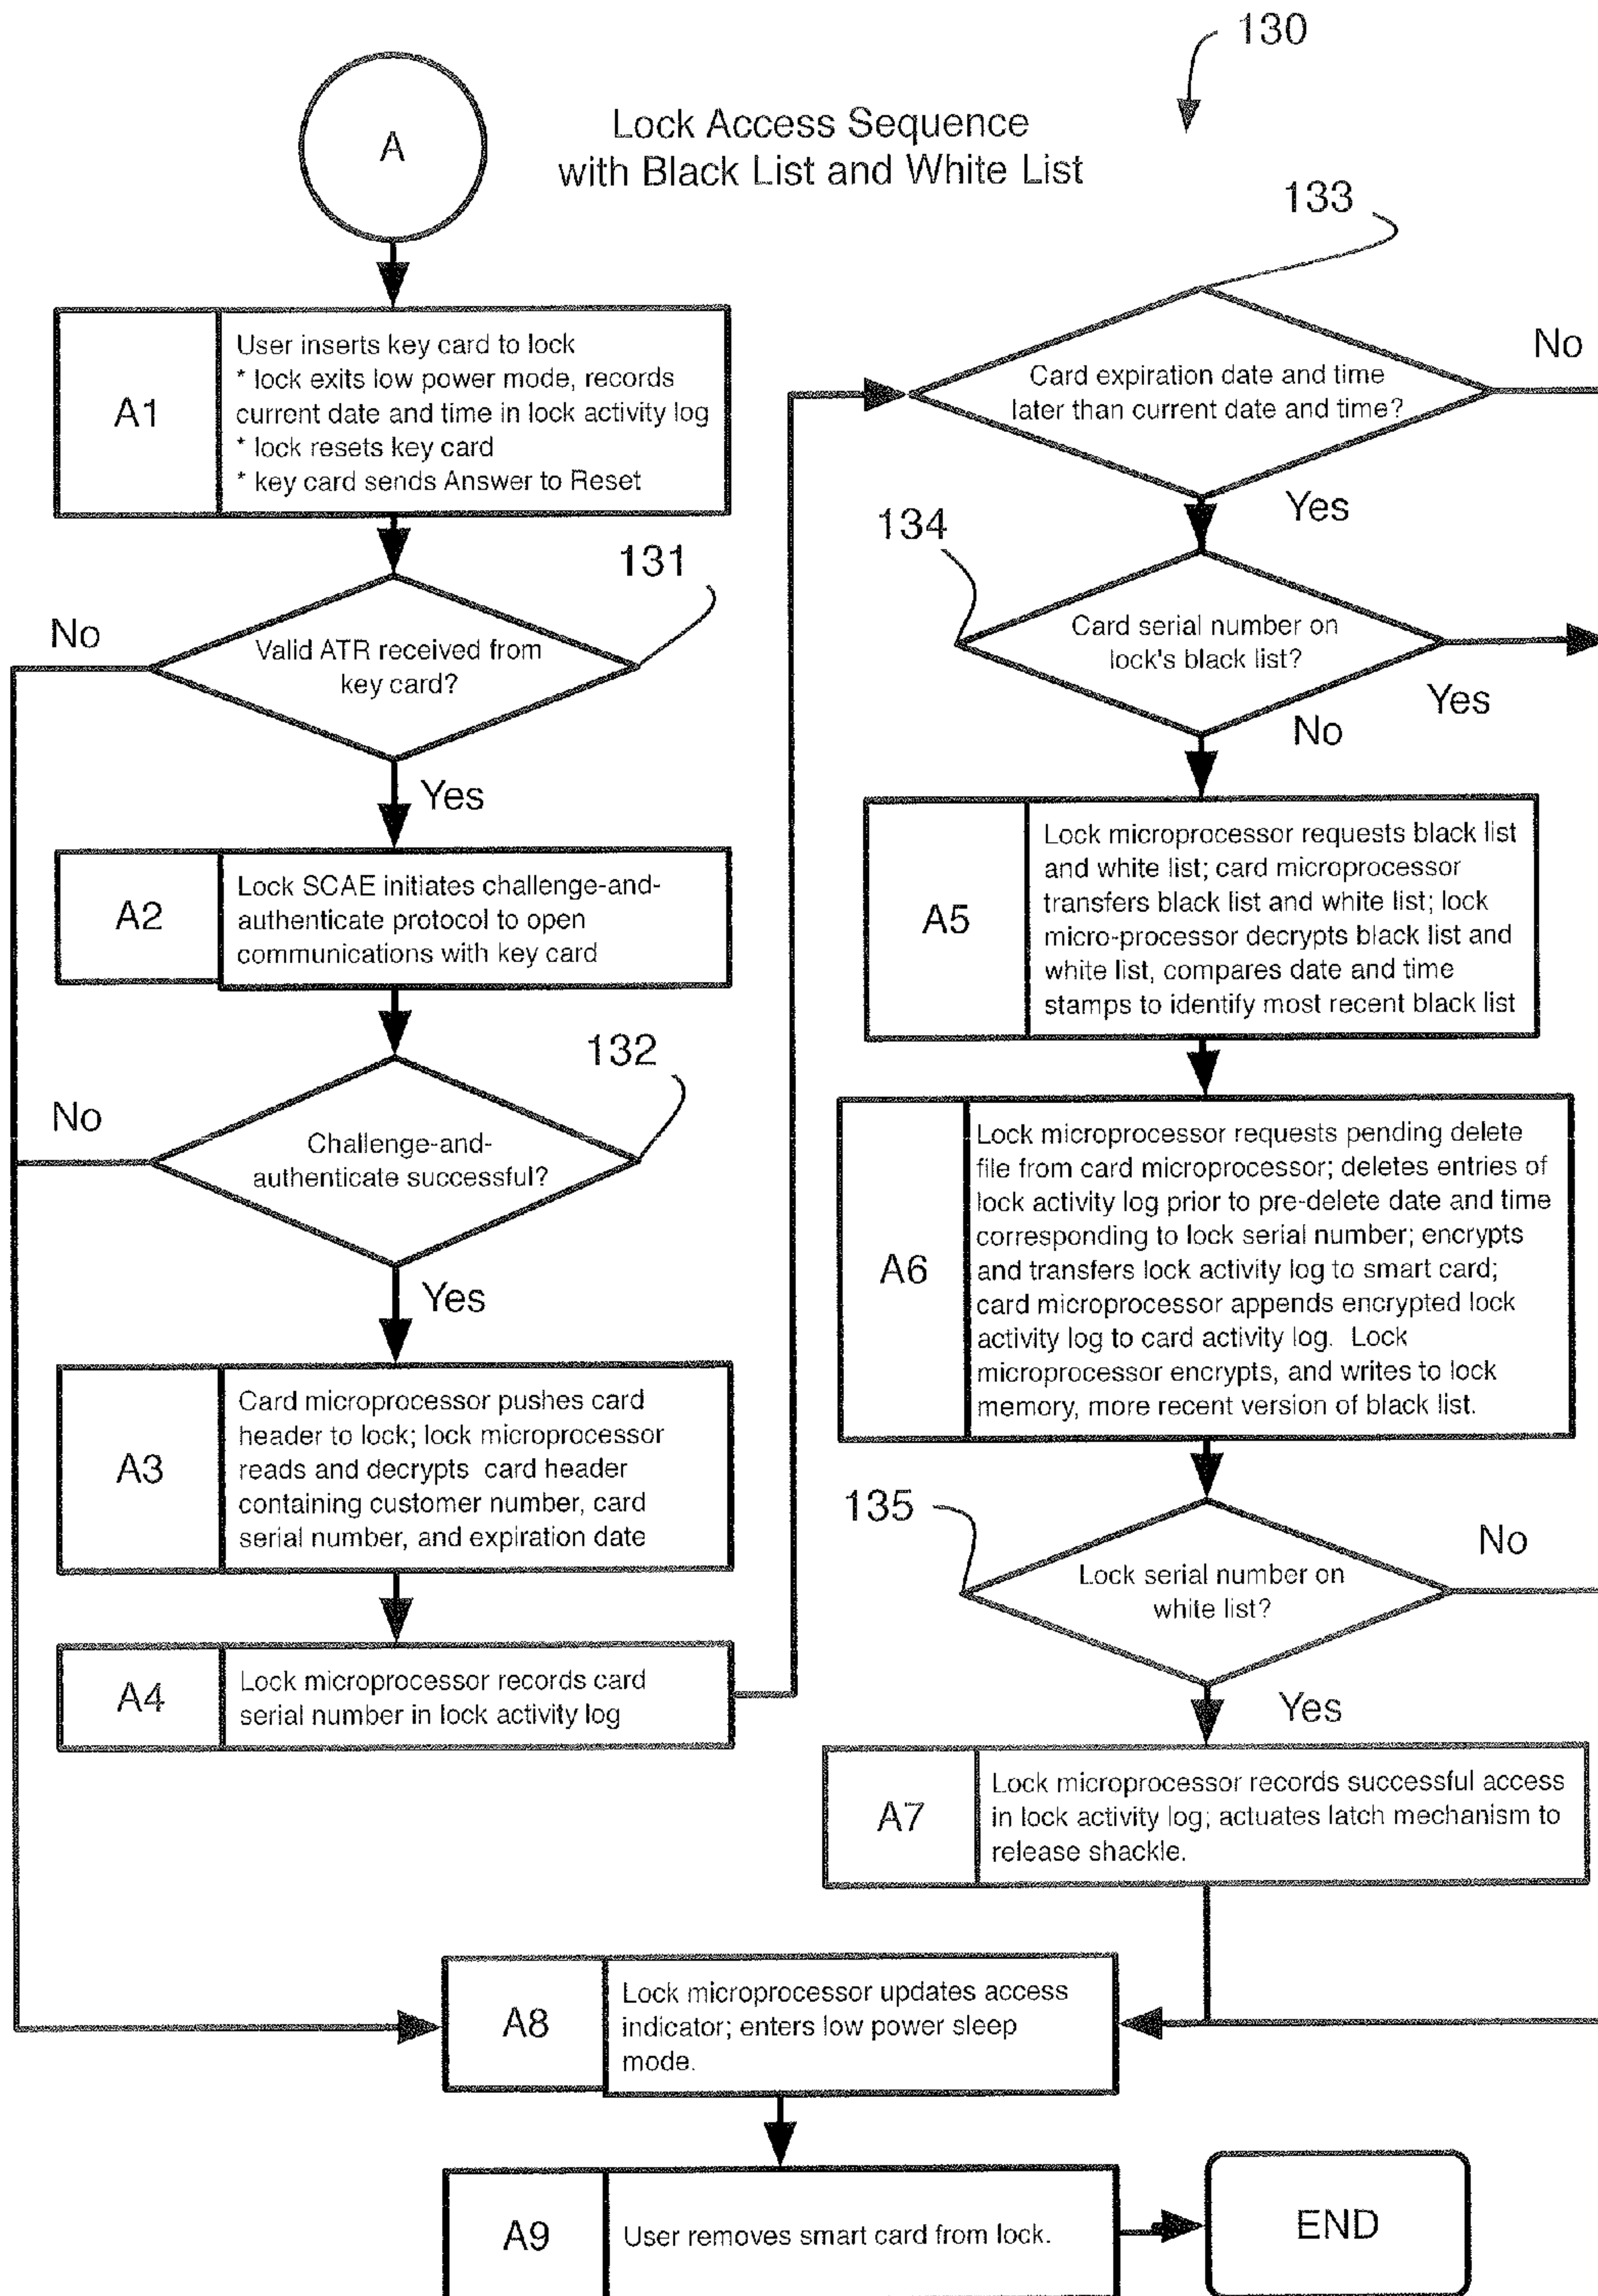 130
Lock Access Sequence
with Black List and White List
A
A1
User inserts key card to lock
* lock exits low power mode, records
current date and time in lock activity log
* lock resets key card
* key card sends Answer to Reset
131
Valid ATR received from
key card?
No
Yes
A2
Lock SCAE initiates challenge-and-
authenticate protocol to open
communications with key card
132
Challenge-and-
authenticate successful?
No
Yes
A3
Card microprocessor pushes card
header to lock; lock microprocessor
reads and decrypts card header
containing customer number, card
serial number, and expiration date
A4
Lock microprocessor records card
serial number in lock activity log
133
Card expiration date and time
later than current date and time?
No
Yes
134
Card serial number on
lock's black list?
Yes
No
A5
Lock microprocessor requests black list
and white list; card microprocessor
transfers black list and white list; lock
micro-processor decrypts black list and
white list, compares date and time
stamps to identify most recent black list
A6
Lock microprocessor requests pending delete
file from card microprocessor; deletes entries of
lock activity log prior to pre-delete date and time
corresponding to lock serial number; encrypts
and transfers lock activity log to smart card;
card microprocessor appends encrypted lock
activity log to card activity log. Lock
microprocessor encrypts, and writes to lock
memory, more recent version of black list.
135
Lock serial number on
white list?
No
Yes
A7
Lock microprocessor records successful access
in lock activity log; actuates latch mechanism to
release shackle.
A8
Lock microprocessor updates access
indicator; enters low power sleep
mode.
A9
User removes smart card from lock.
END